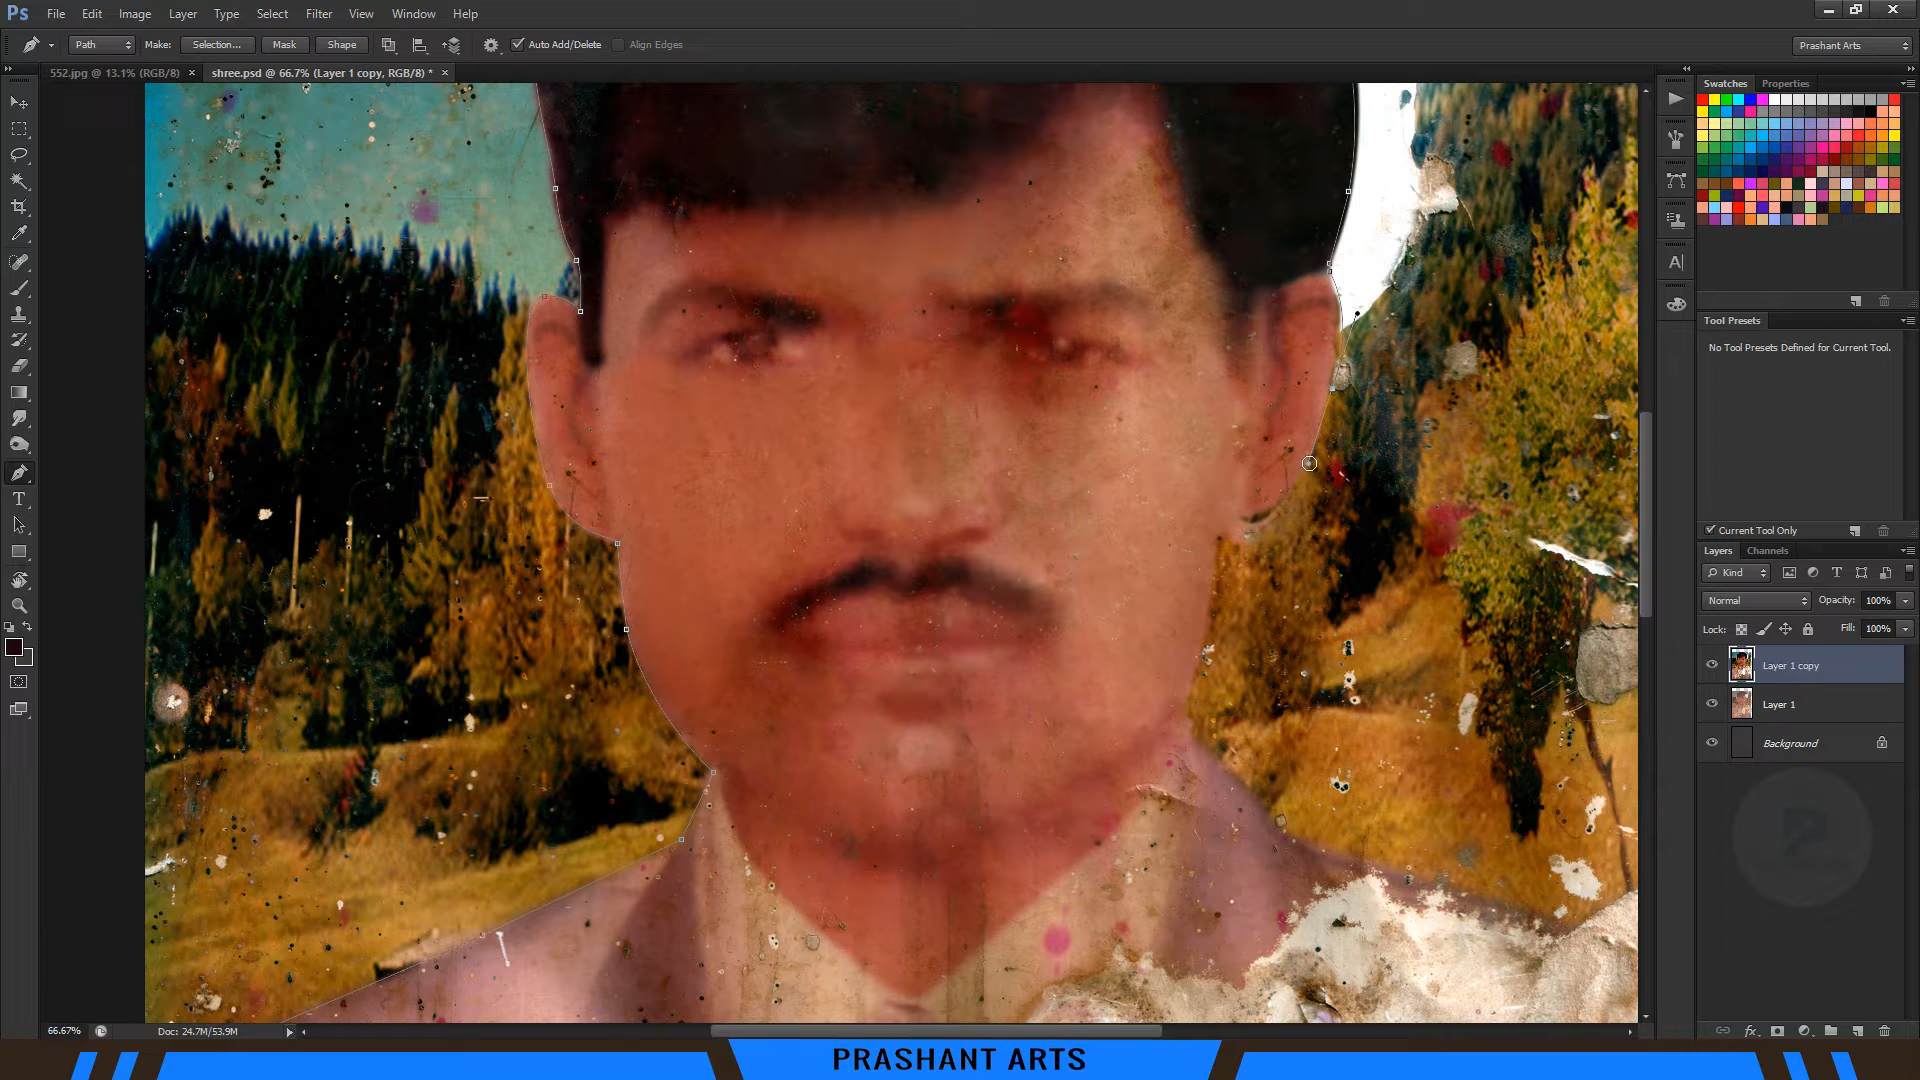 Ps File Edit Image Layer Type Select Filter View Window Help
Path Make: Selection... Mask Shape Auto Add/Delete Align Edges Prashant Arts
552.jpg @ 13.1% (RGB/8) × shree.psd @ 66.7% (Layer 1 copy, RGB/8) * ×
Swatches Properties
Tool Presets
No Tool Presets Defined for Current Tool.
Current Tool Only
Layers Channels
Kind
Normal Opacity: 100%
Lock: Fill: 100%
Layer 1 copy
Layer 1
Background
66.67% Doc: 24.7M/53.9M
PRASHANT ARTS